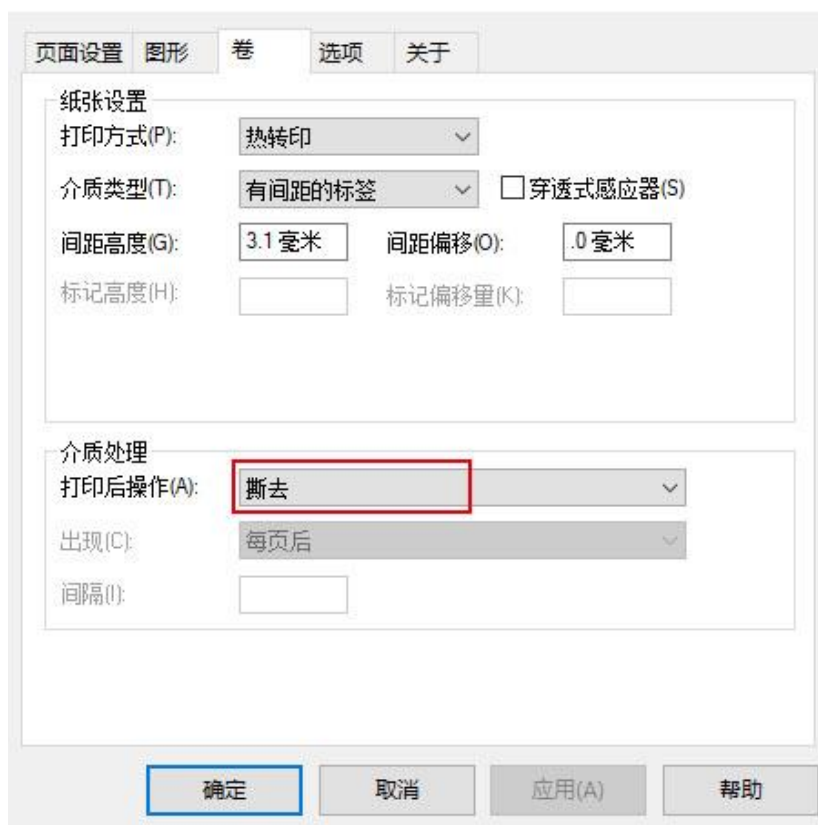 页面设置 图形 卷 选项 关于
纸张设置
打印方式(P): 热转印
介质类型(T): 有间距的标签 穿透式感应器(S)
间距高度(G): 3.1 毫米 间距偏移(O): .0 毫米
标记高度(H): 标记偏移量(K):
介质处理
打印后操作(A): 撕去
出现(C): 每页后
间隔(I):
确定 取消 应用(A) 帮助